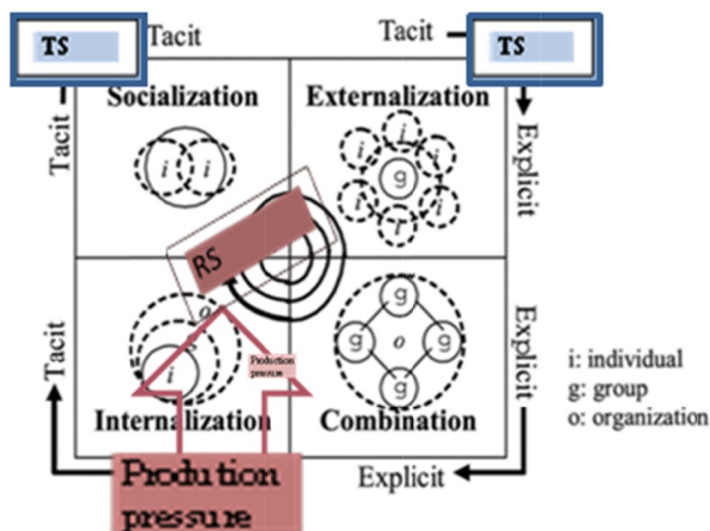 TS
Tacit
Tacit
TS
Socialization
Externalization
Tacit
Explicit
i
i
i
i
i
g
i
i
i
RS
Tacit
Explicit
o
g
i
Production
pressure
g
g
o
g
g
i: individual
g: group
o: organization
Internalization
Combination
Explicit
Prodution
pressure